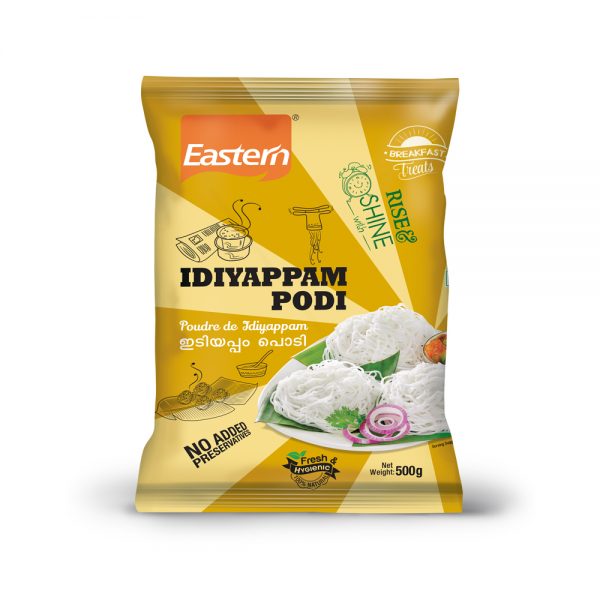 Eastern
®
BREAKFAST
Treats
RISE &
SHINE
with
IDIYAPPAM
PODI
Poudre de Idiyappam
ഇടിയപ്പം പൊടി
NO ADDED
PRESERVATIVES
Fresh &
HYGIENIC
100% NATURAL
Net
Weight: 500g